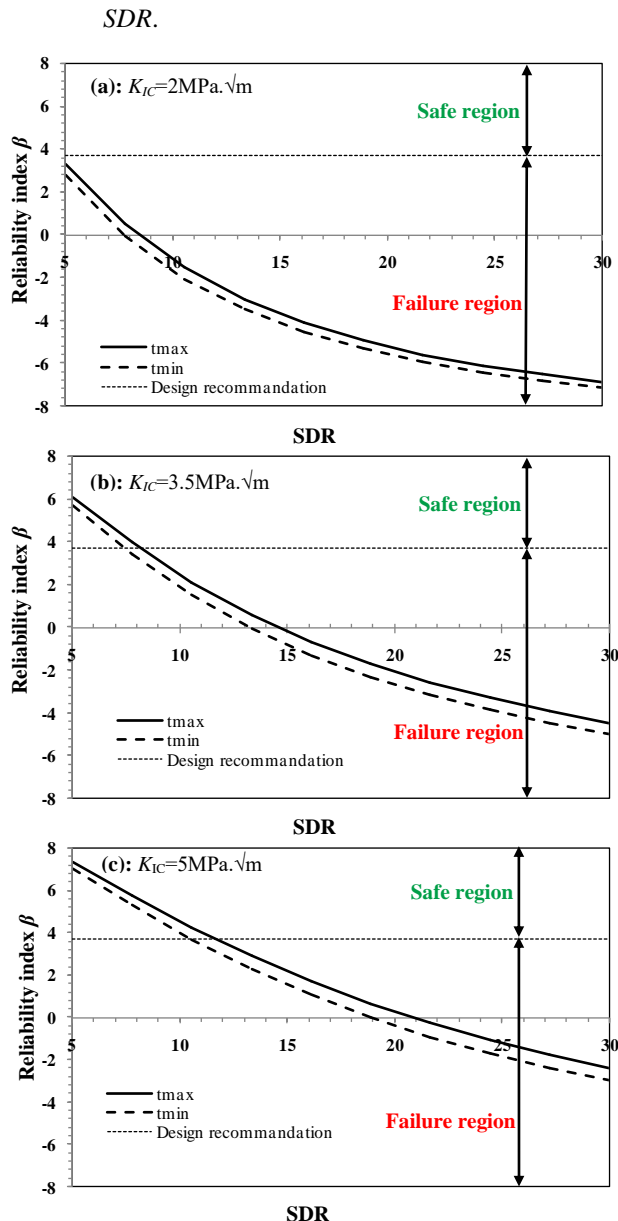 SDR.
8
6
4
2
0
-2
-4
-6
-8
5
10
15
20
25
30
(a): K_IC=2MPa.√m
Safe region
Failure region
tmax
tmin
Design recommandation
Reliability index β
SDR
8
6
4
2
0
-2
-4
-6
-8
5
10
15
20
25
30
(b): K_IC=3.5MPa.√m
Safe region
Failure region
tmax
tmin
Design recommandation
Reliability index β
SDR
8
6
4
2
0
-2
-4
-6
-8
5
10
15
20
25
30
(c): K_IC=5MPa.√m
Safe region
Failure region
tmax
tmin
Design recommandation
Reliability index β
SDR